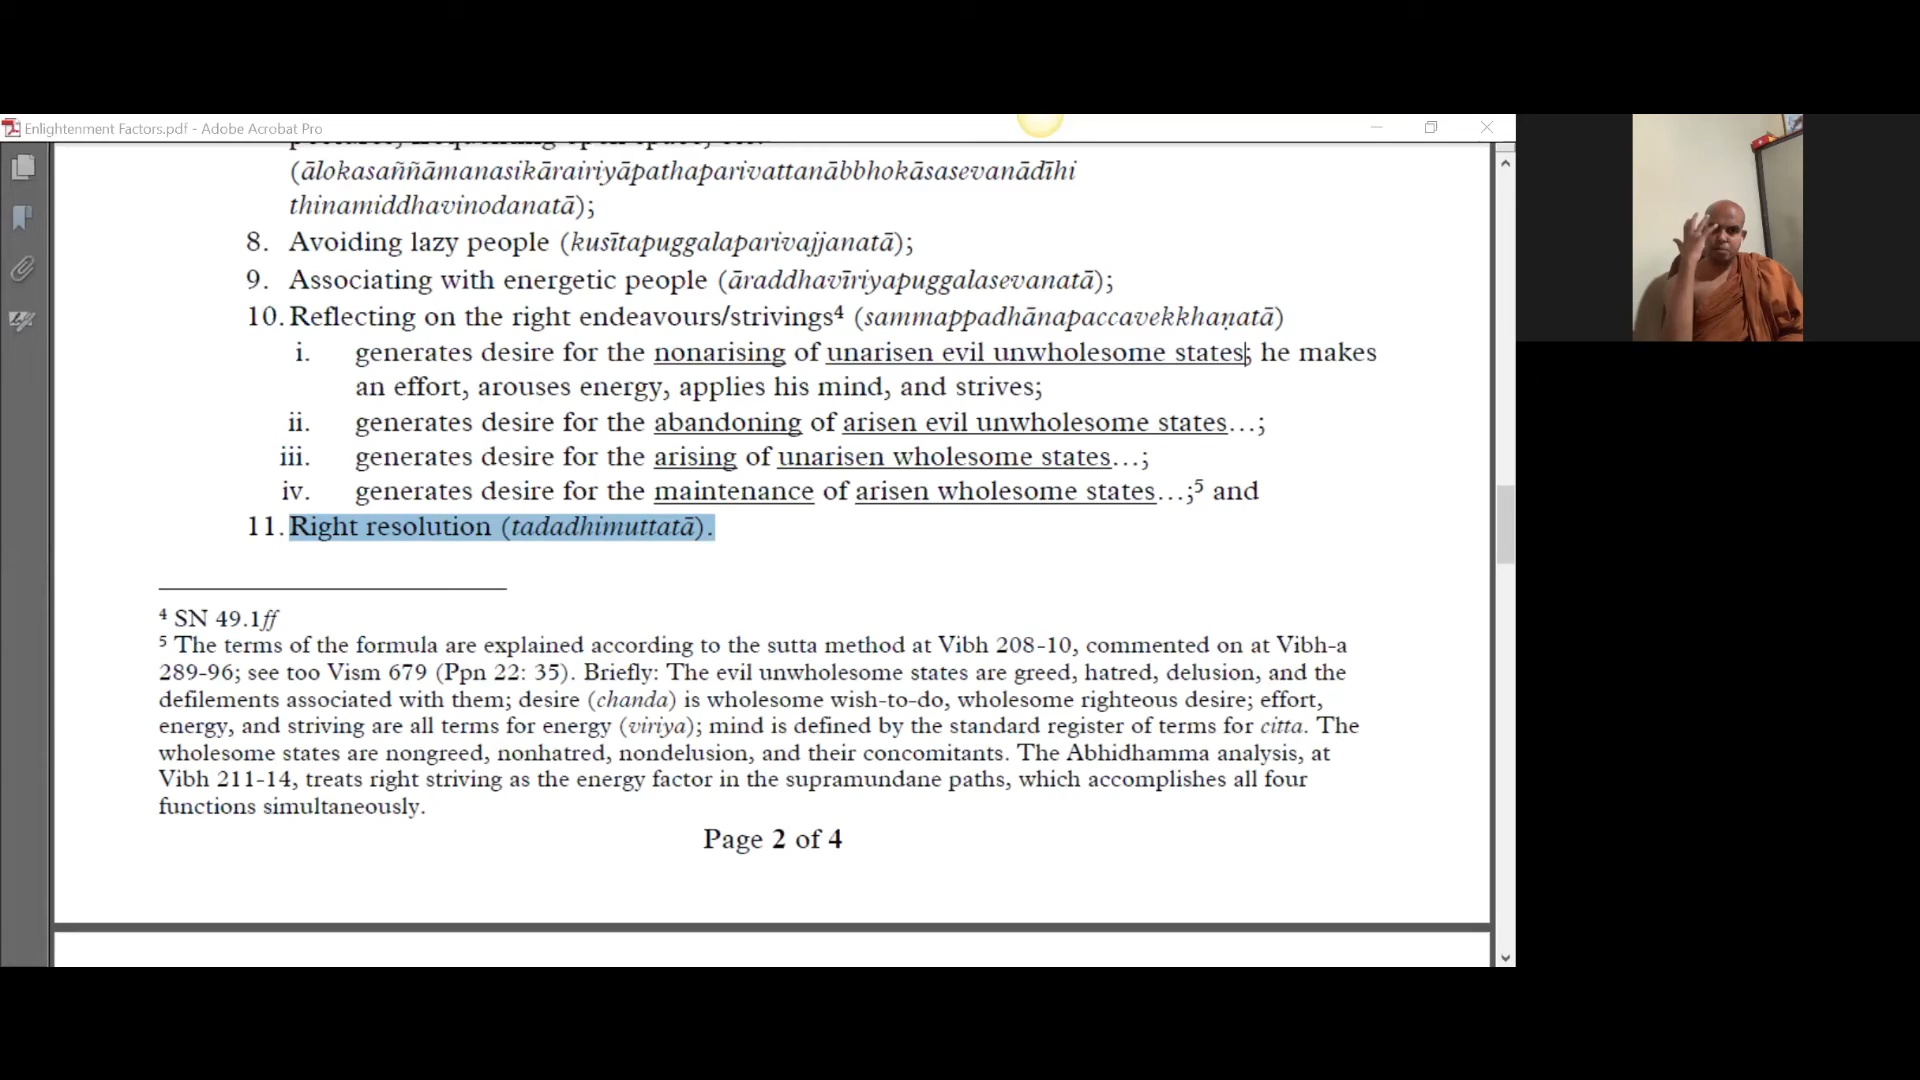 Enlightenment Factors.pdf - Adobe Acrobat Pro
(ālokasaññāmanasikārairiyāpathaparivattanābbhokāsasevanādīhi
thinamiddhavinodanatā);
8. Avoiding lazy people (kusītapuggalaparivajjanatā);
9. Associating with energetic people (āraddhavīriyapuggalasevanatā);
10. Reflecting on the right endeavours/strivings⁴ (sammappadhānapaccavekkhaṇatā)
i. generates desire for the nonarising of unarisen evil unwholesome states; he makes
an effort, arouses energy, applies his mind, and strives;
ii. generates desire for the abandoning of arisen evil unwholesome states…;
iii. generates desire for the arising of unarisen wholesome states…;
iv. generates desire for the maintenance of arisen wholesome states…;⁵ and
11. Right resolution (tadadhimuttatā).
⁴ SN 49.1ff
⁵ The terms of the formula are explained according to the sutta method at Vibh 208-10, commented on at Vibh-a
289-96; see too Vism 679 (Ppn 22: 35). Briefly: The evil unwholesome states are greed, hatred, delusion, and the
defilements associated with them; desire (chanda) is wholesome wish-to-do, wholesome righteous desire; effort,
energy, and striving are all terms for energy (viriya); mind is defined by the standard register of terms for citta. The
wholesome states are nongreed, nonhatred, nondelusion, and their concomitants. The Abhidhamma analysis, at
Vibh 211-14, treats right striving as the energy factor in the supramundane paths, which accomplishes all four
functions simultaneously.
Page 2 of 4